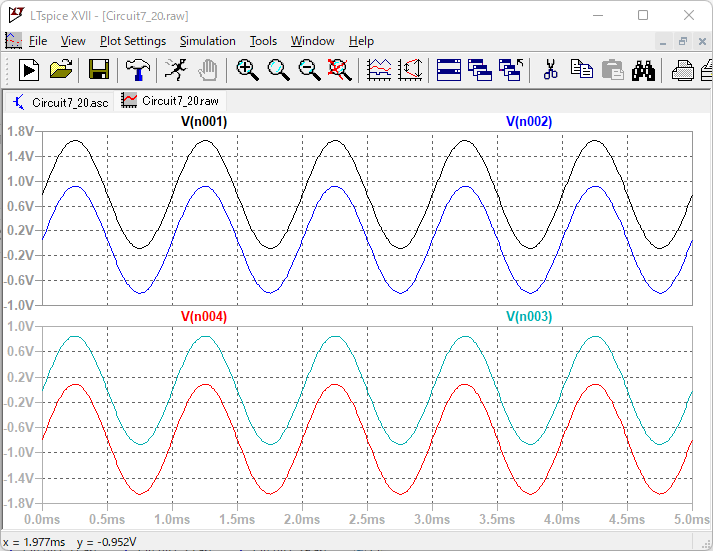 LTspice XVII - [Circuit7_20.raw]
File View Plot Settings Simulation Tools Window Help
Circuit7_20.asc Circuit7_20.raw
V(n001) V(n002)
1.8V
1.4V
1.0V
0.6V
0.2V
-0.2V
-0.6V
-1.0V
V(n004) V(n003)
1.0V
0.6V
0.2V
-0.2V
-0.6V
-1.0V
-1.4V
-1.8V
0.0ms 0.5ms 1.0ms 1.5ms 2.0ms 2.5ms 3.0ms 3.5ms 4.0ms 4.5ms 5.0ms
x = 1.977ms y = -0.952V